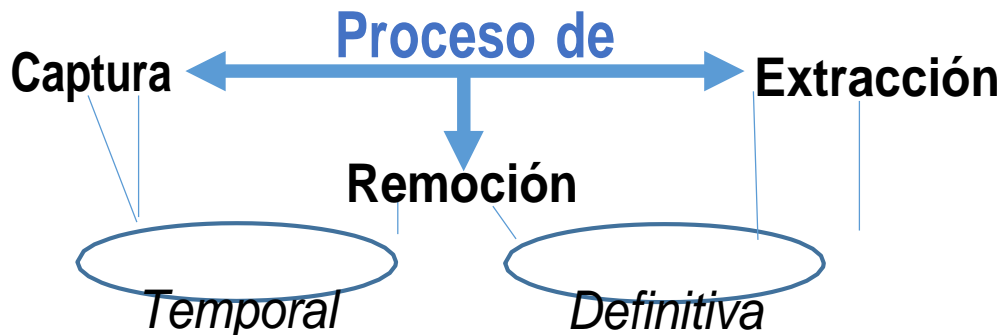 Proceso de
Captura
Extracción
Remoción
Temporal
Definitiva